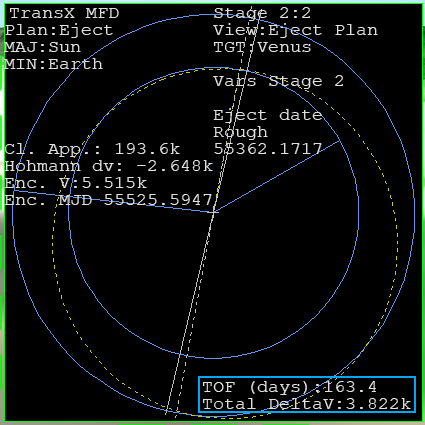 TransX MFD Stage 2:2
Plan:Eject View:Eject Plan
MAJ:Sun TGT:Venus
MIN:Earth
Vars Stage 2
Eject date
Rough
Cl. App.: 193.6k 55362.1717
Hohmann dv: -2.648k
Enc. V:5.515k
Enc. MJD 55525.5947
TOF (days):163.4
Total DeltaV:3.822k